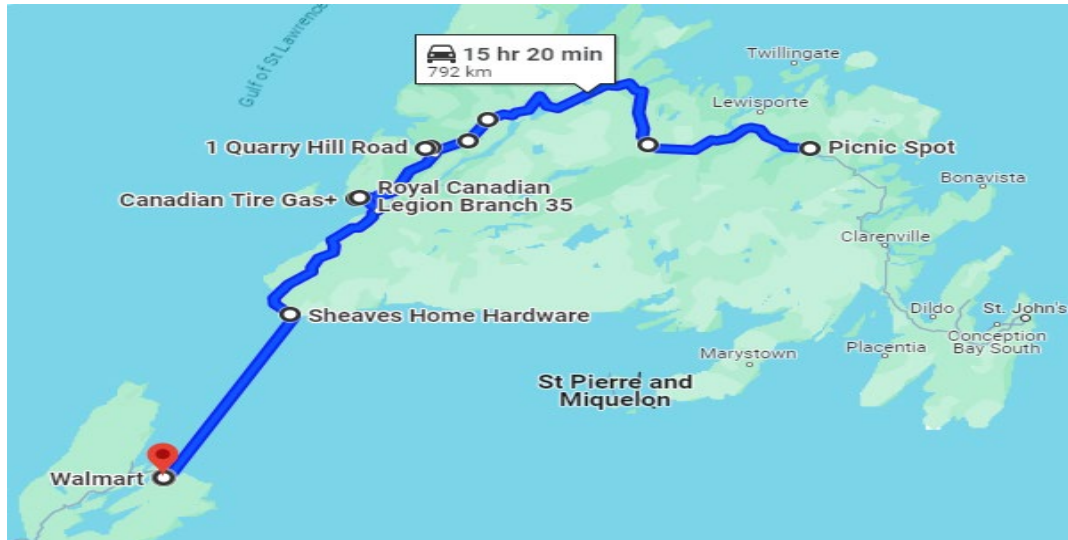 Gulf of St Lawrence
15 hr 20 min
792 km
Twillingate
Lewisporte
1 Quarry Hill Road
Picnic Spot
Bonavista
Royal Canadian
Legion Branch 35
Canadian Tire Gas+
Clarenville
Sheaves Home Hardware
Dildo
St. John's
Conception
Bay South
Placentia
Marystown
St Pierre and
Miquelon
Walmart